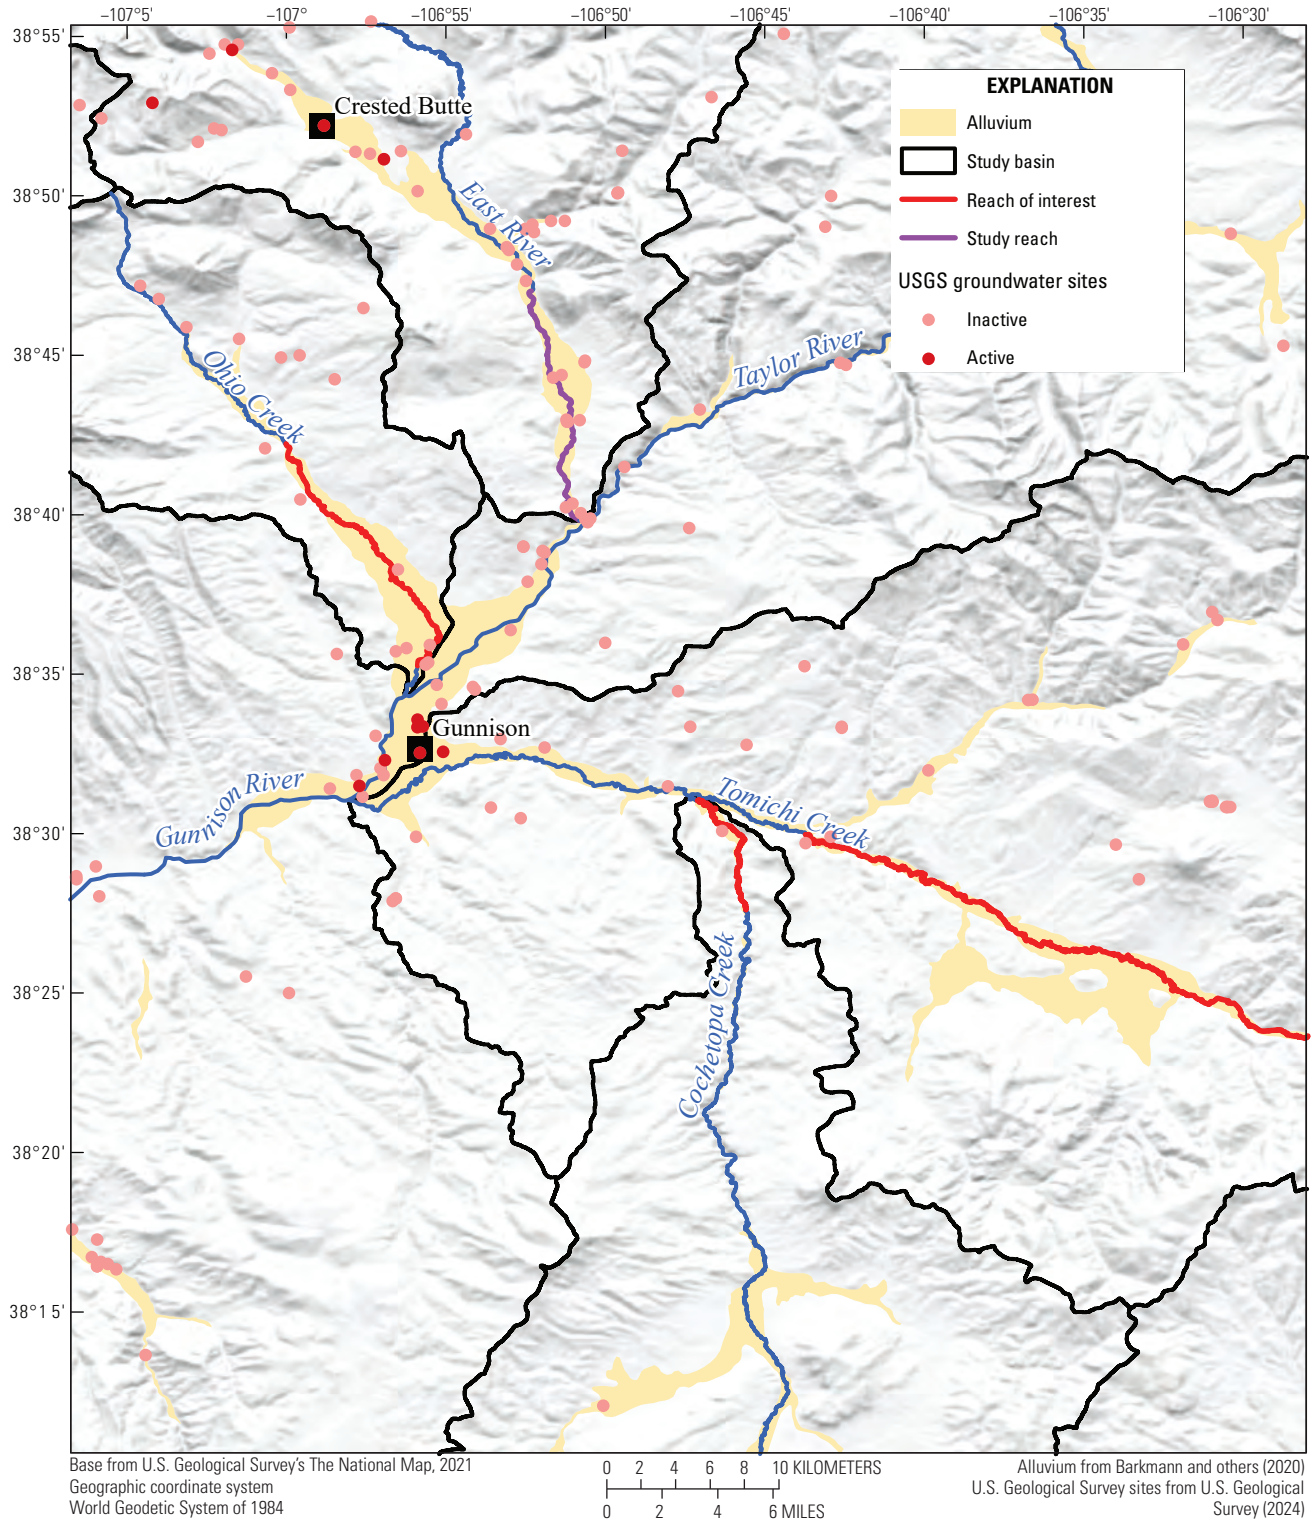 -107°5'
-107°
-106°55'
-106°50'
-106°45'
-106°40'
-106°35'
-106°30'
38°55'
38°50'
38°45'
38°40'
38°35'
38°30'
38°25'
38°20'
38°15'
EXPLANATION
Alluvium
Study basin
Reach of interest
Study reach
USGS groundwater sites
Inactive
Active
Crested Butte
East River
Taylor River
Ohio Creek
Gunnison
Gunnison River
Tomichi Creek
Cochetopa Creek
Base from U.S. Geological Survey's The National Map, 2021
Geographic coordinate system
World Geodetic System of 1984
0 2 4 6 8 10 KILOMETERS
0 2 4 6 MILES
Alluvium from Barkmann and others (2020)
U.S. Geological Survey sites from U.S. Geological
Survey (2024)